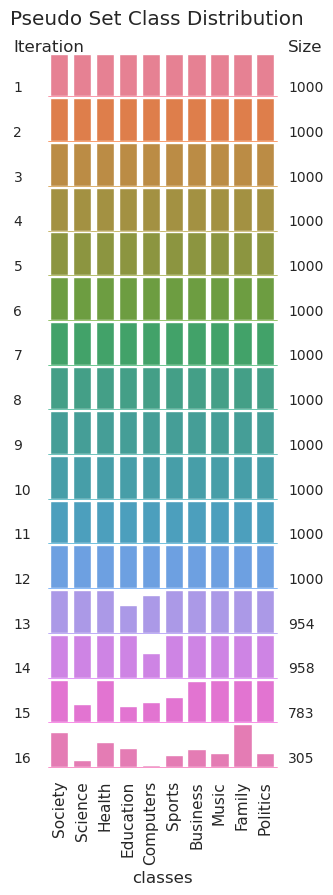 Pseudo Set Class Distribution
Iteration Size
1 1000
2 1000
3 1000
4 1000
5 1000
6 1000
7 1000
8 1000
9 1000
10 1000
11 1000
12 1000
13 954
14 958
15 783
16 305
Society
Science
Health
Education
Computers
Sports
Business
Music
Family
Politics
classes